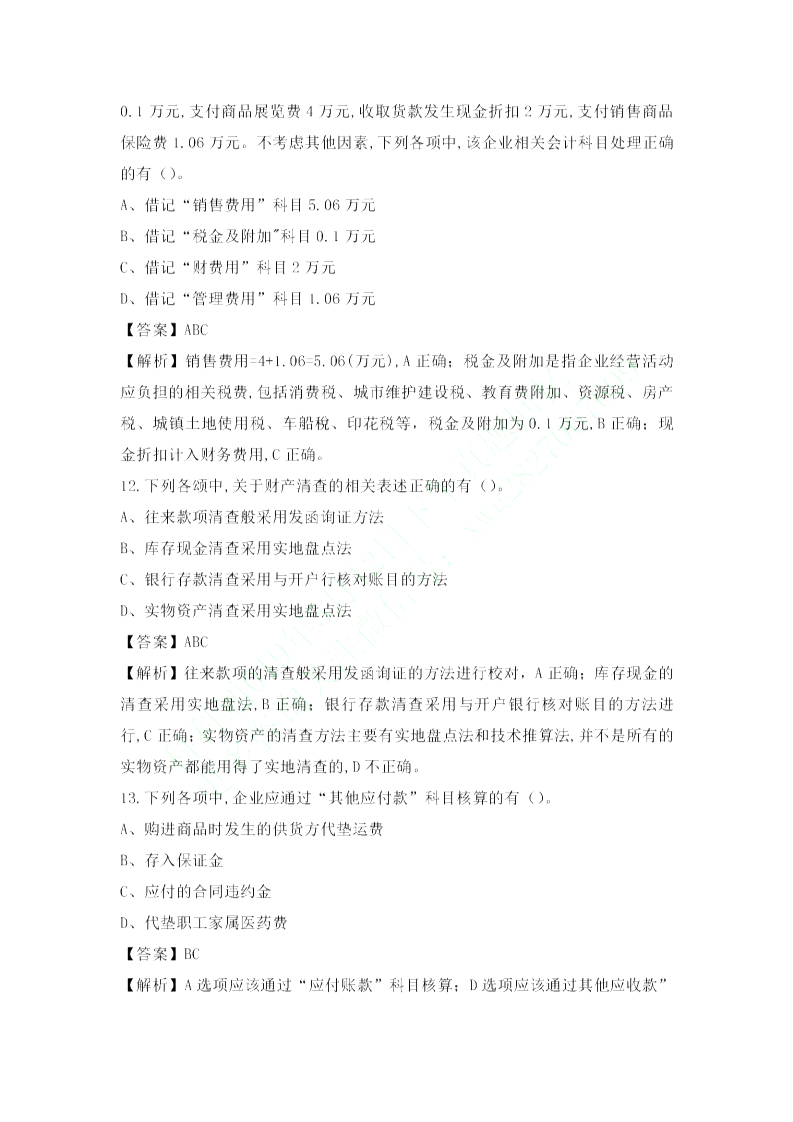 0.1 万元,支付商品展览费 4 万元,收取货款发生现金折扣 2 万元,支付销售商品
保险费 1.06 万元。不考虑其他因素,下列各项中,该企业相关会计科目处理正确
的有（）。
A、借记“销售费用”科目 5.06 万元
B、借记“税金及附加"科目 0.1 万元
C、借记“财费用”科目 2 万元
D、借记“管理费用”科目 1.06 万元
【答案】ABC
【解析】销售费用=4+1.06=5.06(万元),A 正确；税金及附加是指企业经营活动
应负担的相关税费,包括消费税、城市维护建设税、教育费附加、资源税、房产
税、城镇土地使用税、车船税、印花税等，税金及附加为 0.1 万元,B 正确；现
金折扣计入财务费用,C 正确。
12.下列各颂中,关于财产清查的相关表述正确的有（）。
A、往来款项清查般采用发函询证方法
B、库存现金清查采用实地盘点法
C、银行存款清查采用与开户行核对账目的方法
D、实物资产清查采用实地盘点法
【答案】ABC
【解析】往来款项的清查般采用发函询证的方法进行校对，A 正确；库存现金的
清查采用实地盘法,B 正确；银行存款清查采用与开户银行核对账目的方法进
行,C 正确；实物资产的清查方法主要有实地盘点法和技术推算法,并不是所有的
实物资产都能用得了实地清查的,D 不正确。
13.下列各项中,企业应通过“其他应付款”科目核算的有（）。
A、购进商品时发生的供货方代垫运费
B、存入保证金
C、应付的合同违约金
D、代垫职工家属医药费
【答案】BC
【解析】A 选项应该通过“应付账款”科目核算；D 选项应该通过其他应收款”